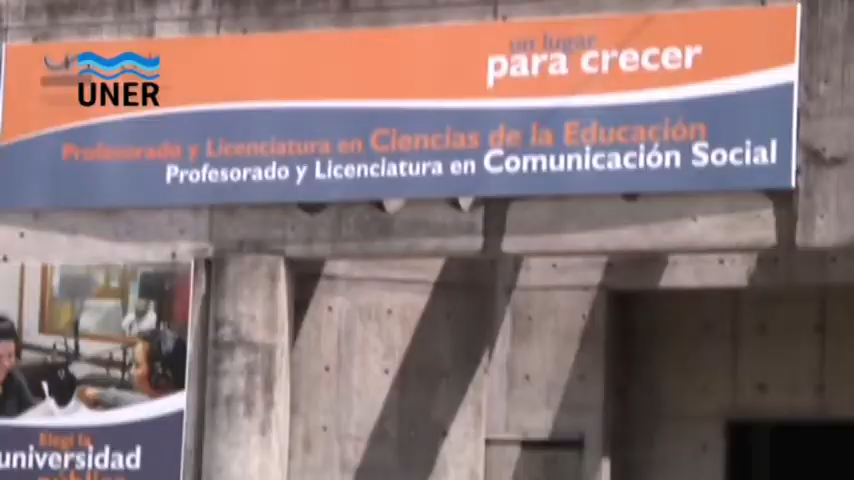 UNER
un lugar
para crecer
Profesorado y Licenciatura en Ciencias de la Educación
Profesorado y Licenciatura en Comunicación Social
Elegí la
universidad
pública